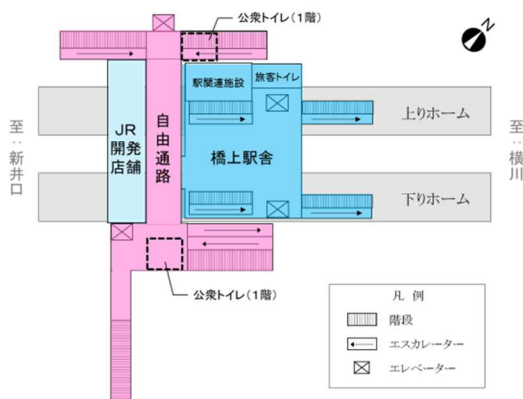 公衆トイレ(1階)
N
駅関連施設
旅客トイレ
JR
開発
店舗
自由通路
橋上駅舎
上りホーム
下りホーム
至：新井口
至：横川
公衆トイレ(1階)
凡 例
階段
エスカレーター
エレベーター